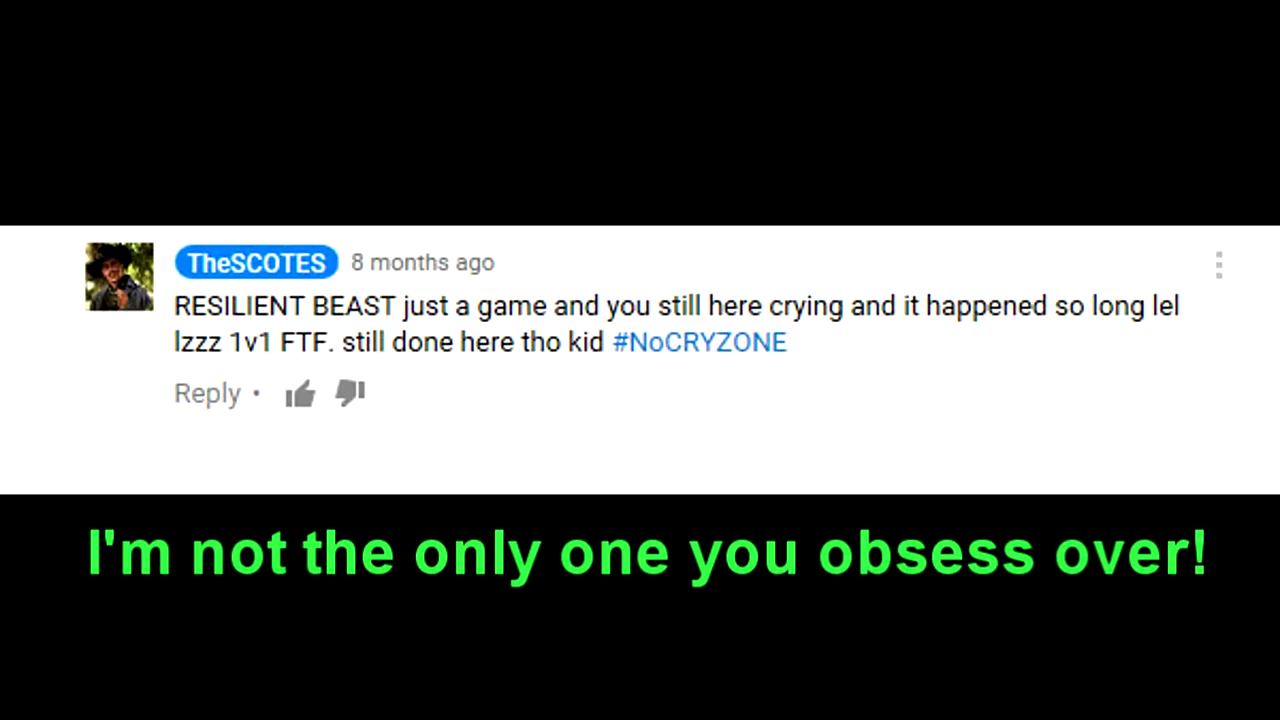 TheSCOTES 8 months ago
RESILIENT BEAST just a game and you still here crying and it happened so long lel
lzzz 1v1 FTF. still done here tho kid #NoCRYZONE
Reply •
I'm not the only one you obsess over!